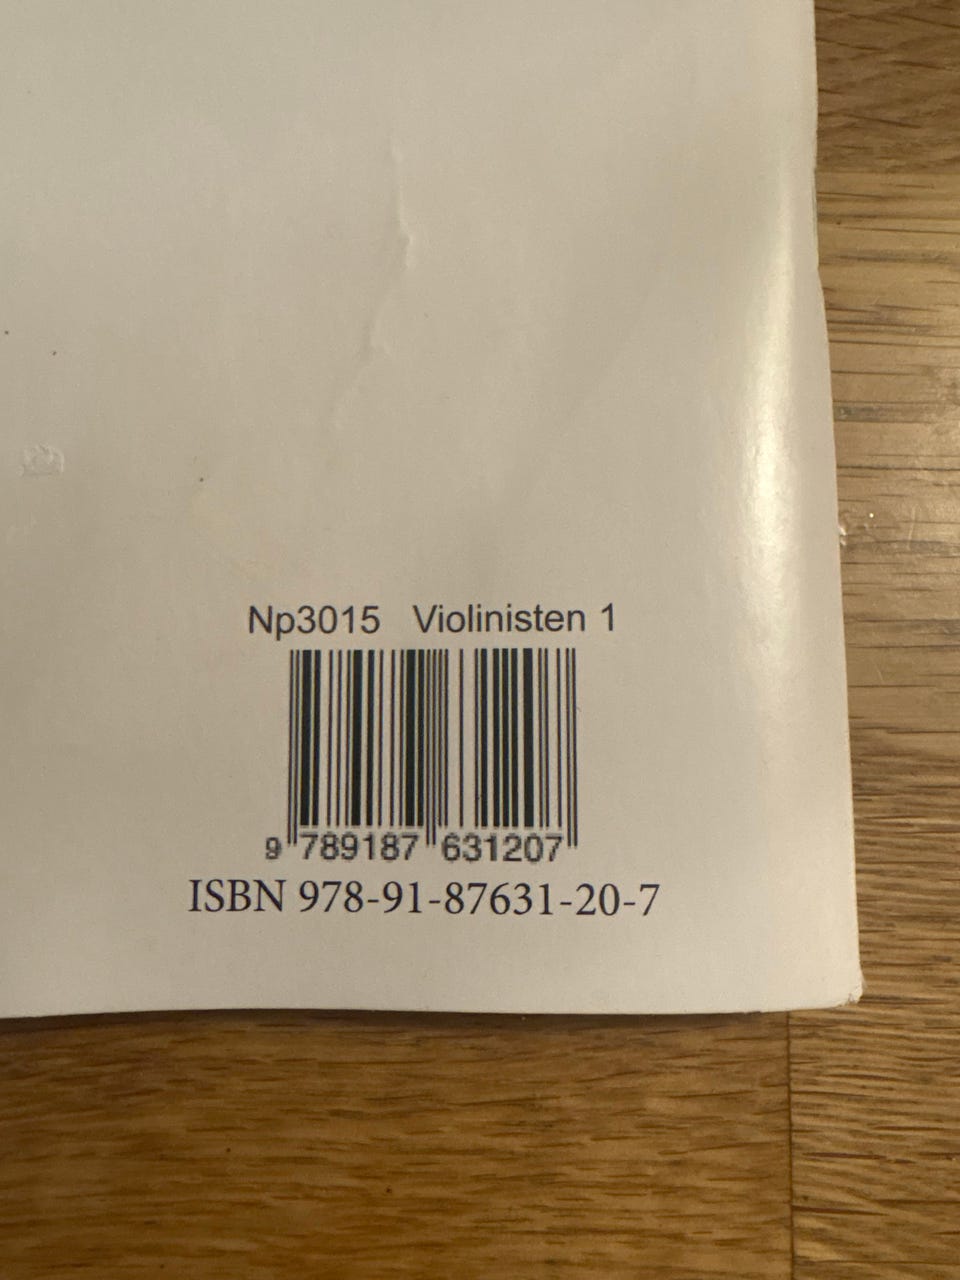 Np3015 Violinisten 1
9 789187 631207
ISBN 978-91-87631-20-7